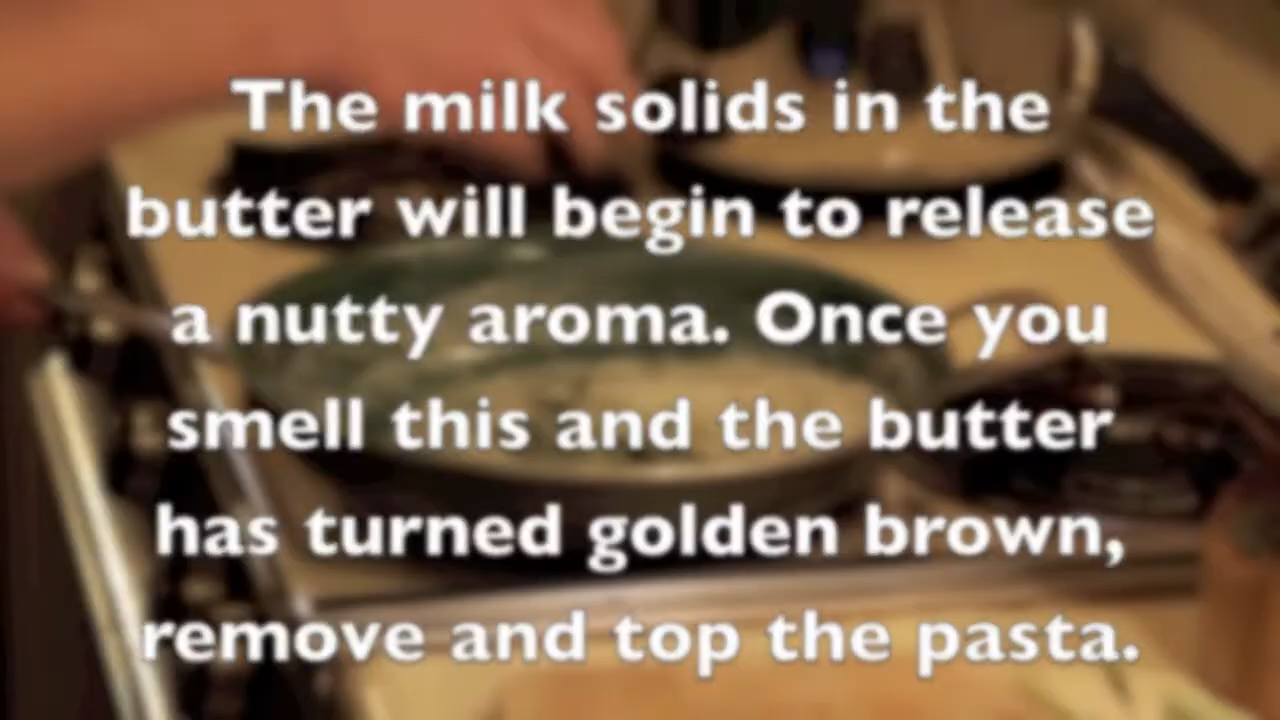 The milk solids in the
butter will begin to release
a nutty aroma. Once you
smell this and the butter
has turned golden brown,
remove and top the pasta.